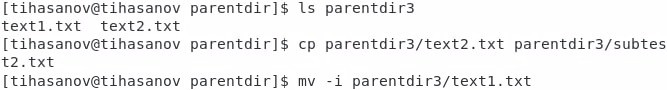 [tihasanov@tihasanov parentdir]$ ls parentdir3
text1.txt  text2.txt
[tihasanov@tihasanov parentdir]$ cp parentdir3/text2.txt parentdir3/subtes
t2.txt
[tihasanov@tihasanov parentdir]$ mv -i parentdir3/text1.txt